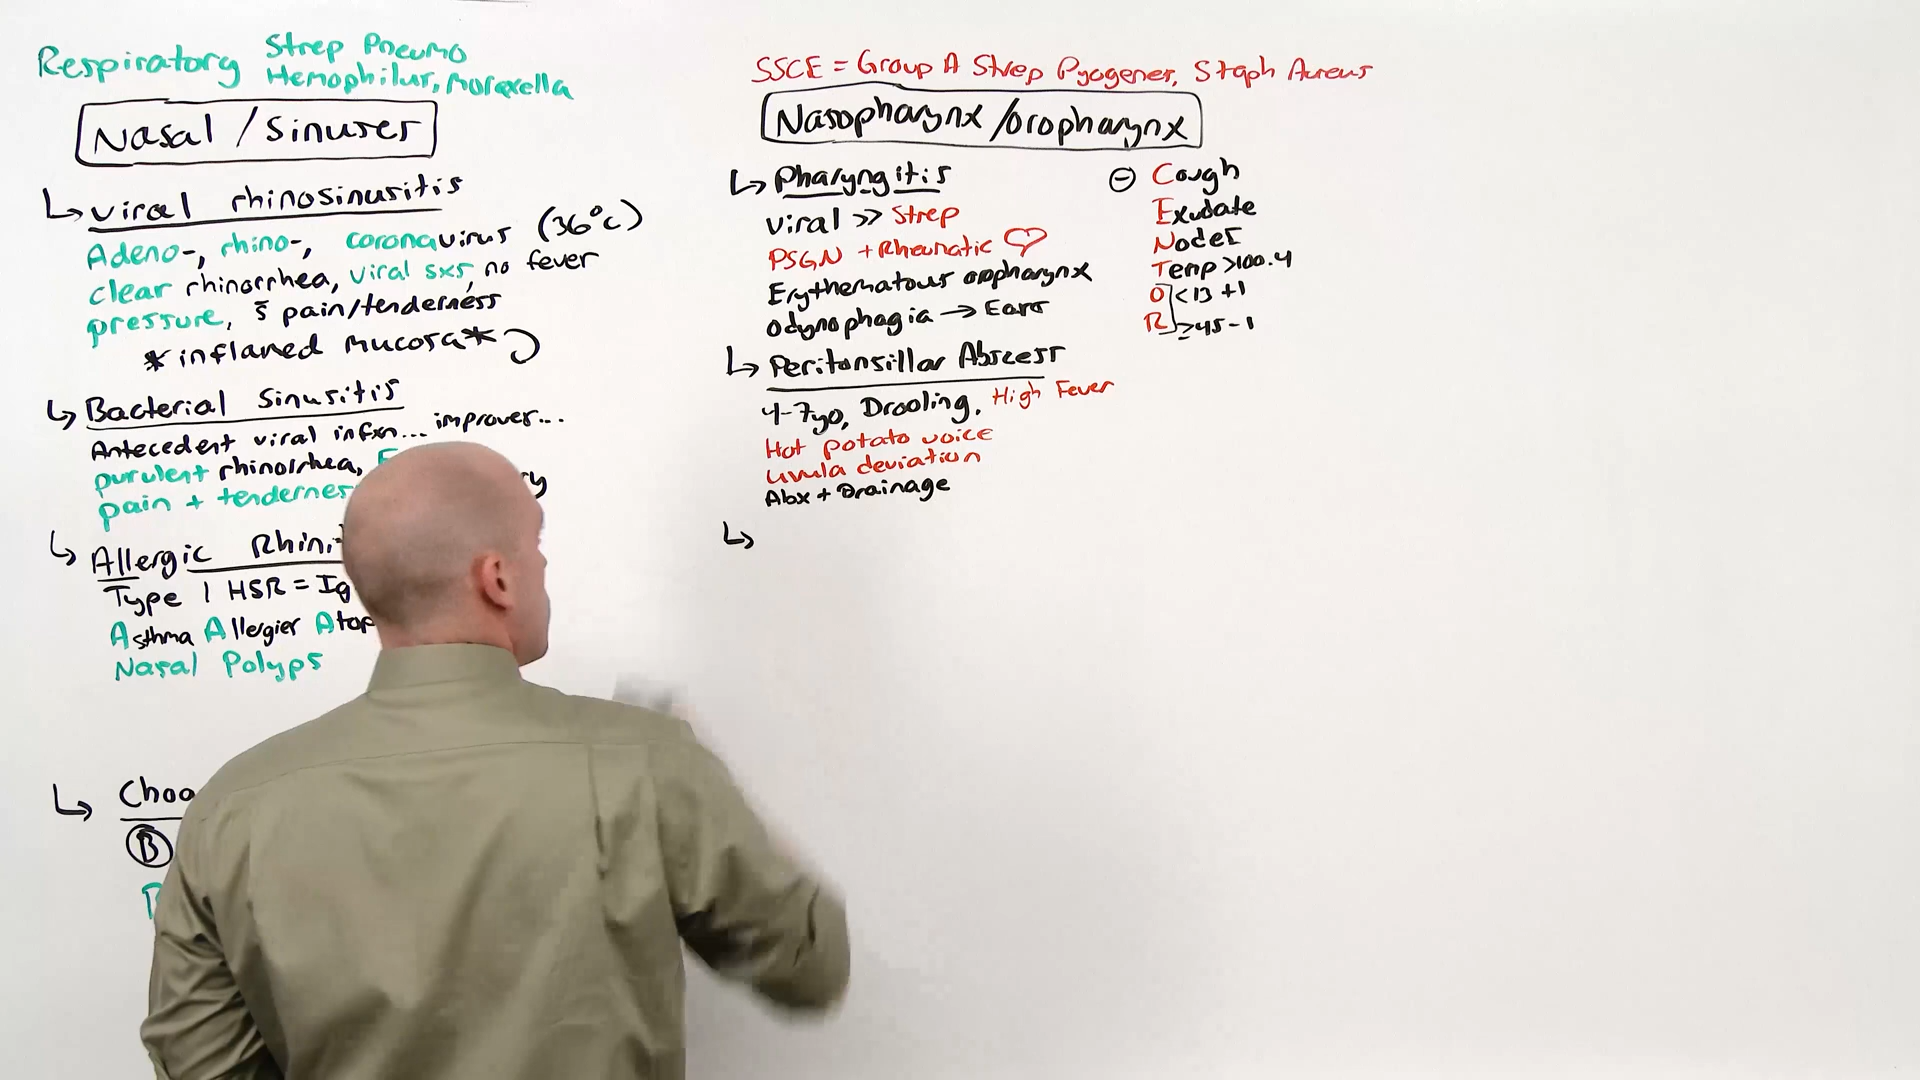 Respiratory Strep Pneumo
Hemophilus, Moraxella
Nasal / Sinuses
↳ Viral rhinosinusitis
Adeno-, rhino-, coronavirus (36°C)
clear rhinorrhea, viral sxs, no fever
pressure, s̄ pain/tenderness
*inflamed mucosa*
↳ Bacterial Sinusitis
Antecedent viral infxn... improves...
purulent rhinorrhea,
pain + tenderness
↳ Allergic Rhini
Type 1 HSR = Ig
Asthma Allergies Atop
Nasal Polyps
↳ Choa
B
SSCE = Group A Strep Pyogenes, Staph Aureus
Nasopharynx/oropharynx
↳ Pharyngitis
viral >> Strep
PSGN + Rheumatic ♡
Erythematous oropharynx
odynophagia → Ears
⊖ Cough
Exudate
Nodes
Temp >100.4
O <15 +1
R ≥45 -1
↳ Peritonsillar Abscess
4-7yo, Drooling, High Fever
Hot potato voice
uvula deviation
Abx + Drainage
↳